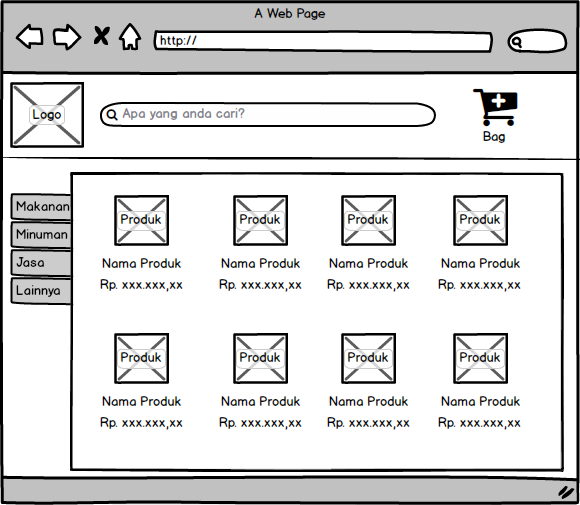 A Web Page
http://
Logo
Apa yang anda cari?
Bag
Makanan
Minuman
Jasa
Lainnya
Produk Produk Produk Produk
Nama Produk Nama Produk Nama Produk Nama Produk
Rp. xxx.xxx,xx Rp. xxx.xxx,xx Rp. xxx.xxx,xx Rp. xxx.xxx,xx
Produk Produk Produk Produk
Nama Produk Nama Produk Nama Produk Nama Produk
Rp. xxx.xxx,xx Rp. xxx.xxx,xx Rp. xxx.xxx,xx Rp. xxx.xxx,xx